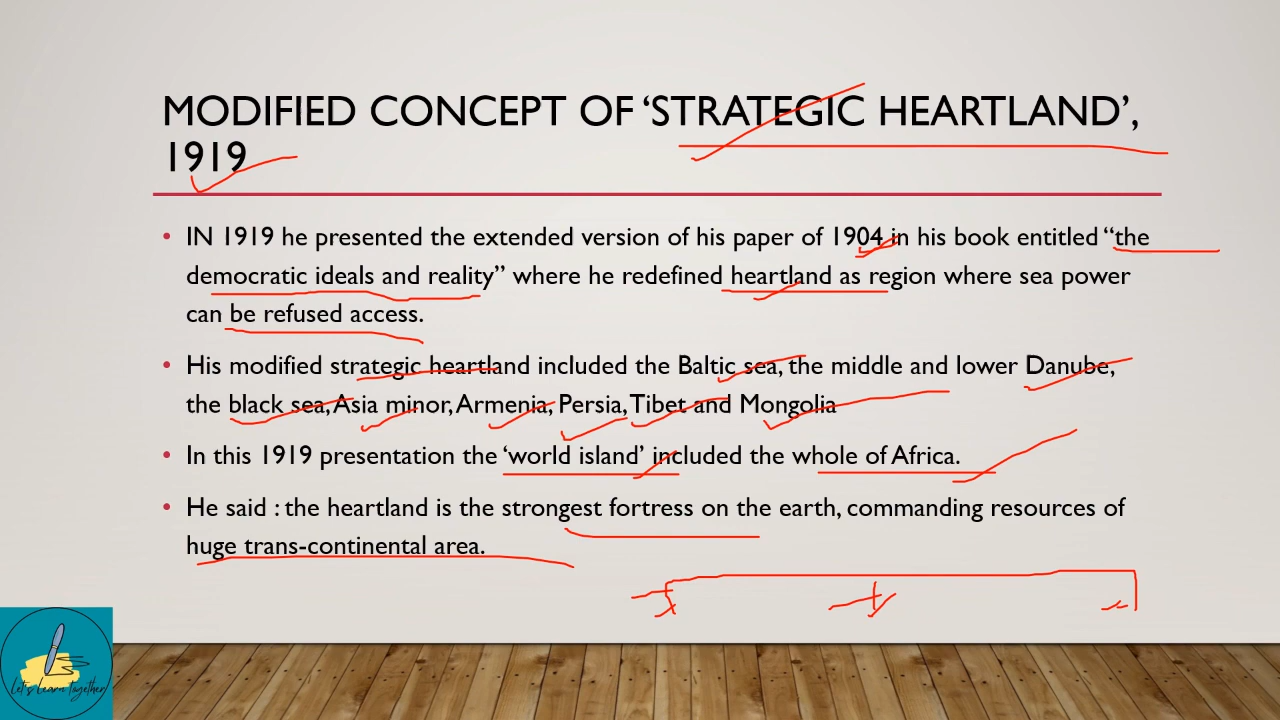 MODIFIED CONCEPT OF ‘STRATEGIC HEARTLAND’,
1919
• IN 1919 he presented the extended version of his paper of 1904 in his book entitled “the
democratic ideals and reality” where he redefined heartland as region where sea power
can be refused access.
• His modified strategic heartland included the Baltic sea, the middle and lower Danube,
the black sea, Asia minor, Armenia, Persia, Tibet and Mongolia
• In this 1919 presentation the ‘world island’ included the whole of Africa.
• He said : the heartland is the strongest fortress on the earth, commanding resources of
huge trans-continental area.
Let's learn together